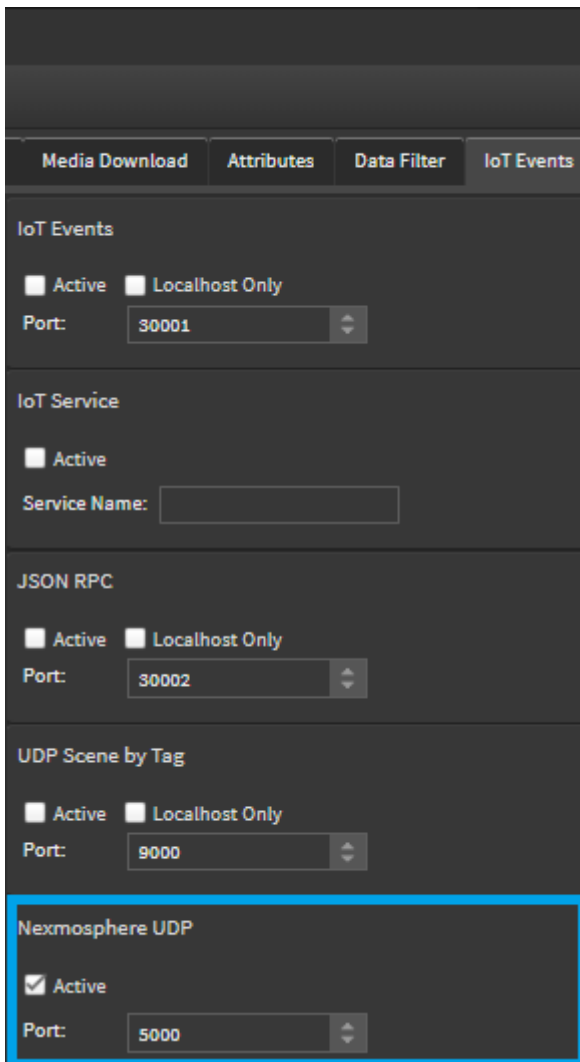 Media Download Attributes Data Filter IoT Events
IoT Events
Active Localhost Only
Port: 30001
IoT Service
Active
Service Name:
JSON RPC
Active Localhost Only
Port: 30002
UDP Scene by Tag
Active Localhost Only
Port: 9000
Nexmosphere UDP
Active
Port: 5000